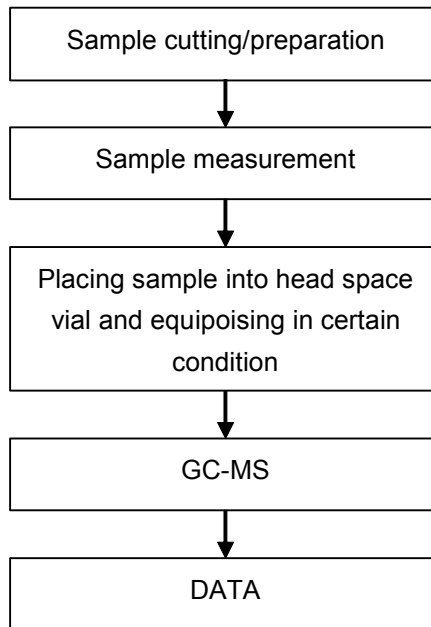 Sample cutting/preparation
Sample measurement
Placing sample into head space
vial and equipoising in certain
condition
GC-MS
DATA